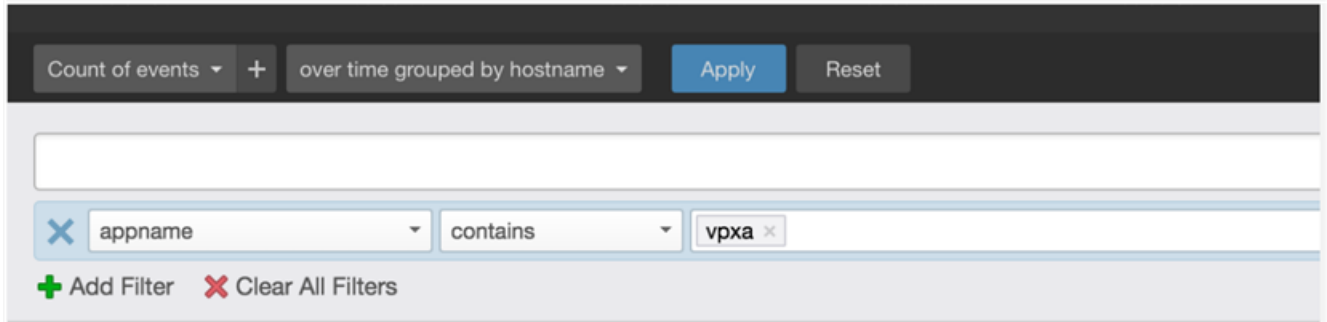 Count of events + over time grouped by hostname Apply Reset
appname contains vpxa ×
Add Filter Clear All Filters